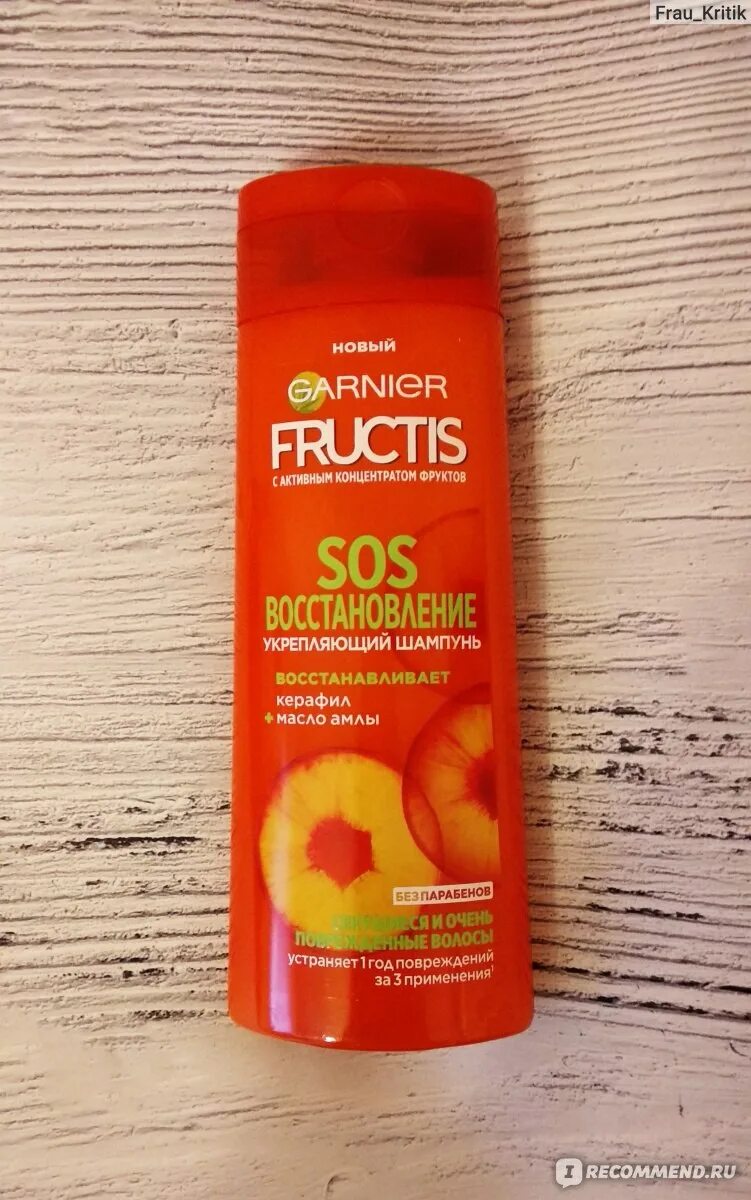 Frau_Kritik
НОВЫЙ
GARNIER
FRUCTIS
С АКТИВНЫМ КОНЦЕНТРАТОМ ФРУКТОВ
SOS
ВОССТАНОВЛЕНИЕ
УКРЕПЛЯЮЩИЙ ШАМПУНЬ
ВОССТАНАВЛИВАЕТ
керафил
+ масло амлы
БЕЗ ПАРАБЕНОВ
И ОЧЕНЬ
ПОВРЕЖДЕННЫЕ ВОЛОСЫ
устраняет 1 год повреждений
за 3 применения¹
I RECOMMEND.RU